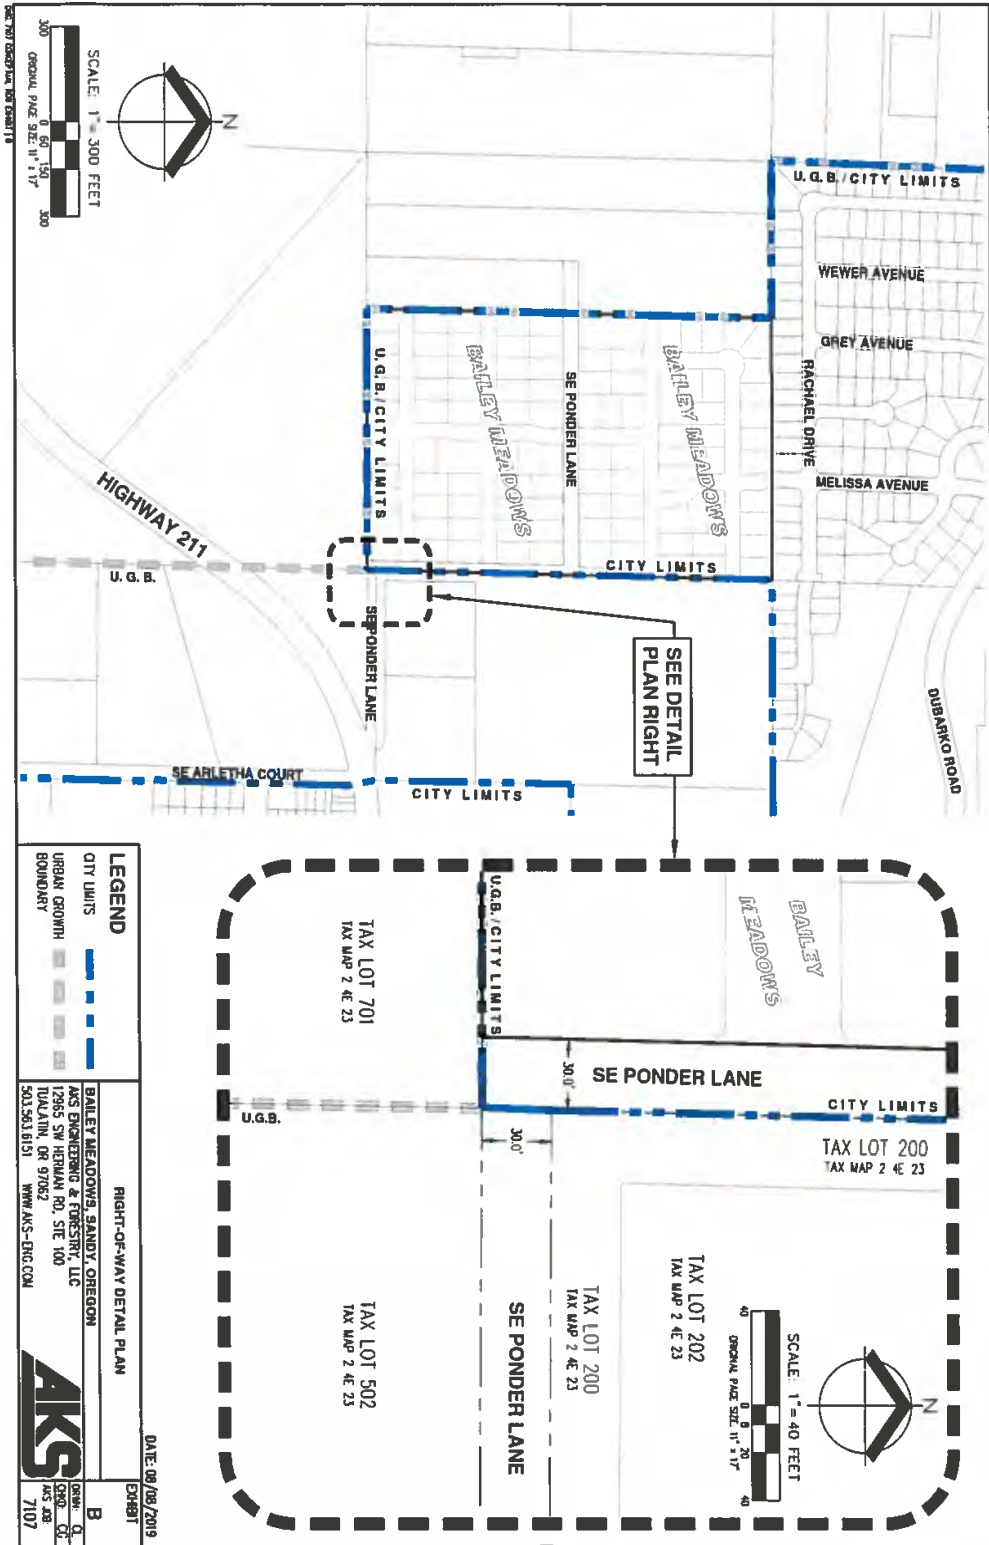 U.G.B./CITY LIMITS
WEWER AVENUE
GREY AVENUE
RACHAEL DRIVE
MELISSA AVENUE
DUBARKO ROAD
BAILEY MEADOWS
SE PONDER LANE
BAILEY MEADOWS
U.G.B./CITY LIMITS
CITY LIMITS
HIGHWAY 211
U.G.B.
SE PONDER LANE
SEE DETAIL
PLAN RIGHT
SE ARLETHA COURT
CITY LIMITS
N
SCALE: 1" = 300 FEET
300 0 60 150 300
ORIGINAL PAGE SIZE: 11" x 17"
BAILEY
MEADOWS
U.G.B./CITY LIMITS
TAX LOT 701
TAX MAP 2 4E 23
SE PONDER LANE
30.0'
CITY LIMITS
U.G.B.
30.0'
TAX LOT 200
TAX MAP 2 4E 23
TAX LOT 202
TAX MAP 2 4E 23
TAX LOT 200
TAX MAP 2 4E 23
SE PONDER LANE
TAX LOT 502
TAX MAP 2 4E 23
N
SCALE: 1" = 40 FEET
40 0 8 20 40
ORIGINAL PAGE SIZE: 11" x 17"
LEGEND
CITY LIMITS
URBAN GROWTH
BOUNDARY
DATE: 08/08/2019
RIGHT-OF-WAY DETAIL PLAN
EXHIBIT
B
BAILEY MEADOWS, SANDY, OREGON
AKS ENGINEERING & FORESTRY, LLC
12965 SW HERMAN RD, STE 100
TUALATIN, OR 97062
503.563.6151 WWW.AKS-ENG.COM
AKS
DRWN:
CHKD:
AKS JOB:
7107